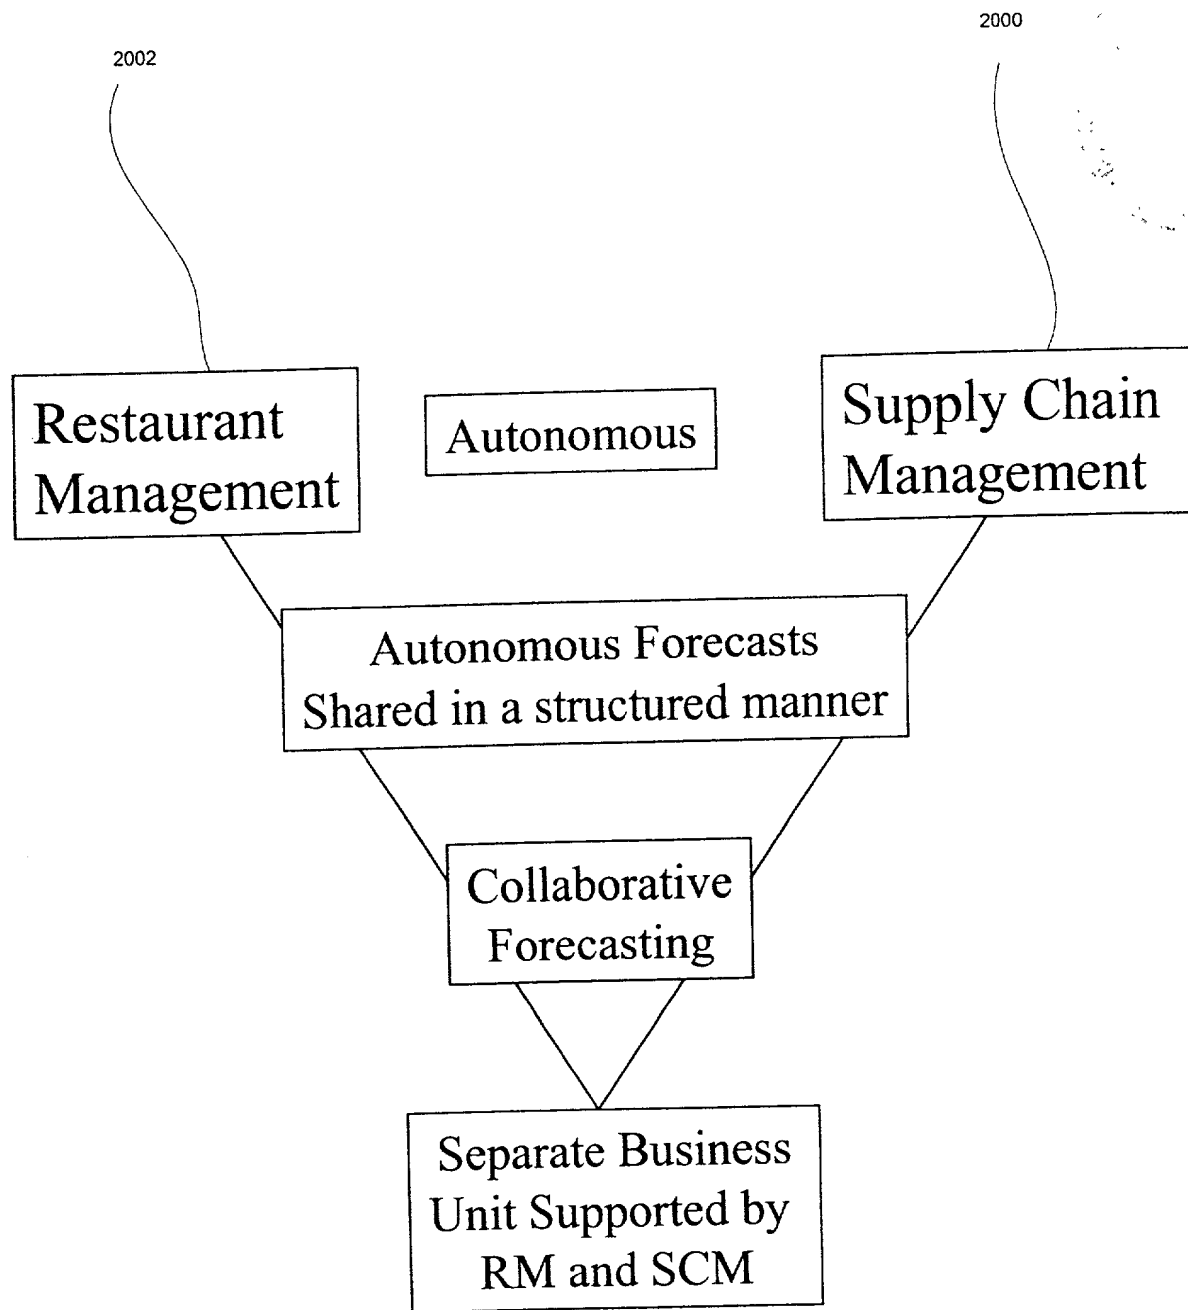 2002
2000
Restaurant
Management
Autonomous
Supply Chain
Management
Autonomous Forecasts
Shared in a structured manner
Collaborative
Forecasting
Separate Business
Unit Supported by
RM and SCM